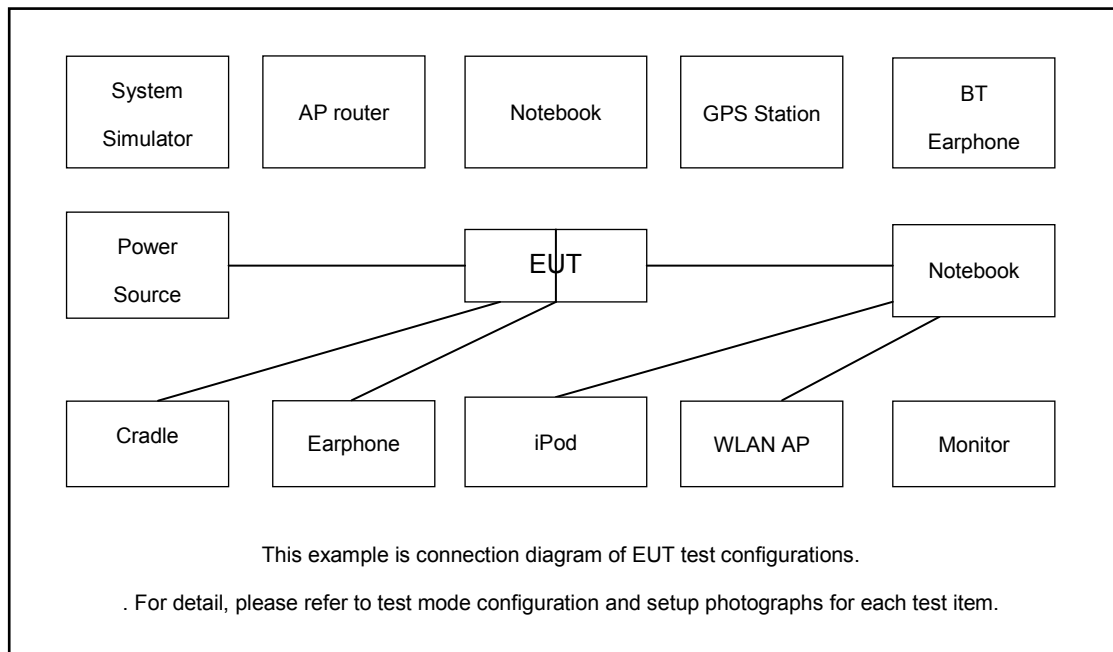 System
Simulator
AP router
Notebook
GPS Station
BT
Earphone
Power
Source
EUT
Notebook
Cradle
Earphone
iPod
WLAN AP
Monitor
This example is connection diagram of EUT test configurations.
. For detail, please refer to test mode configuration and setup photographs for each test item.